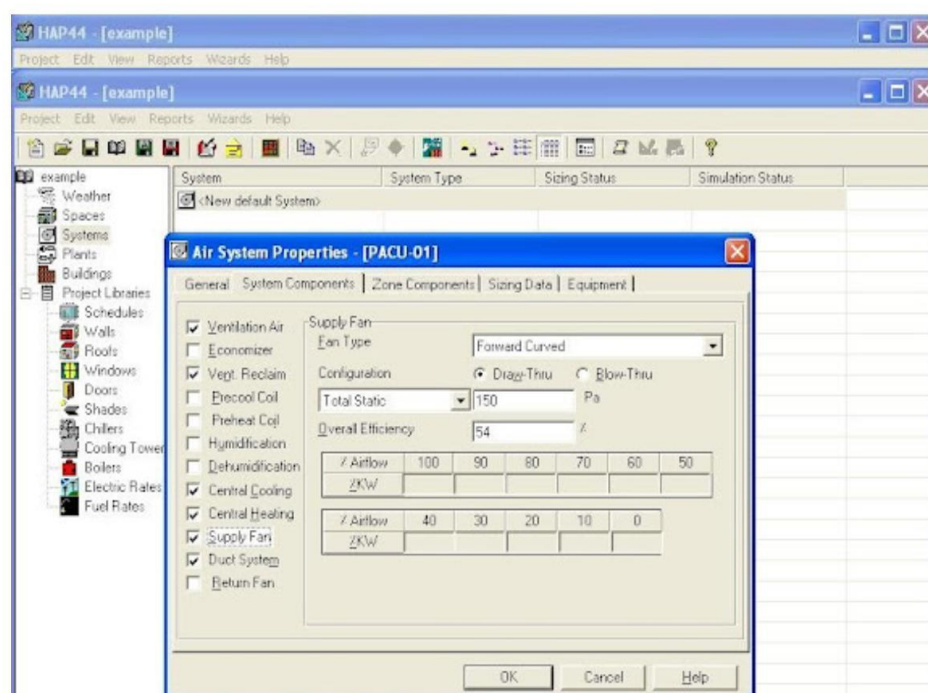 HAP44 - [example]
Project Edit View Reports Wizards Help
HAP44 - [example]
Project Edit View Reports Wizards Help
example
Weather
Spaces
Systems
Plants
Buildings
Project Libraries
Schedules
Walls
Roofs
Windows
Doors
Shades
Chillers
Cooling Tower
Boilers
Electric Rates
Fuel Rates
System System Type Sizing Status Simulation Status
<New default System>
Air System Properties - [PACU-01]
General System Components Zone Components Sizing Data Equipment
Ventilation Air
Economizer
Vent. Reclaim
Precool Coil
Preheat Coil
Humidification
Dehumidification
Central Cooling
Central Heating
Supply Fan
Duct System
Return Fan
Supply Fan
Fan Type Forward Curved
Configuration Draw-Thru Blow-Thru
Total Static 150 Pa
Overall Efficiency 54 %
% Airflow 100 90 80 70 60 50
%KW
% Airflow 40 30 20 10 0
%KW
OK Cancel Help